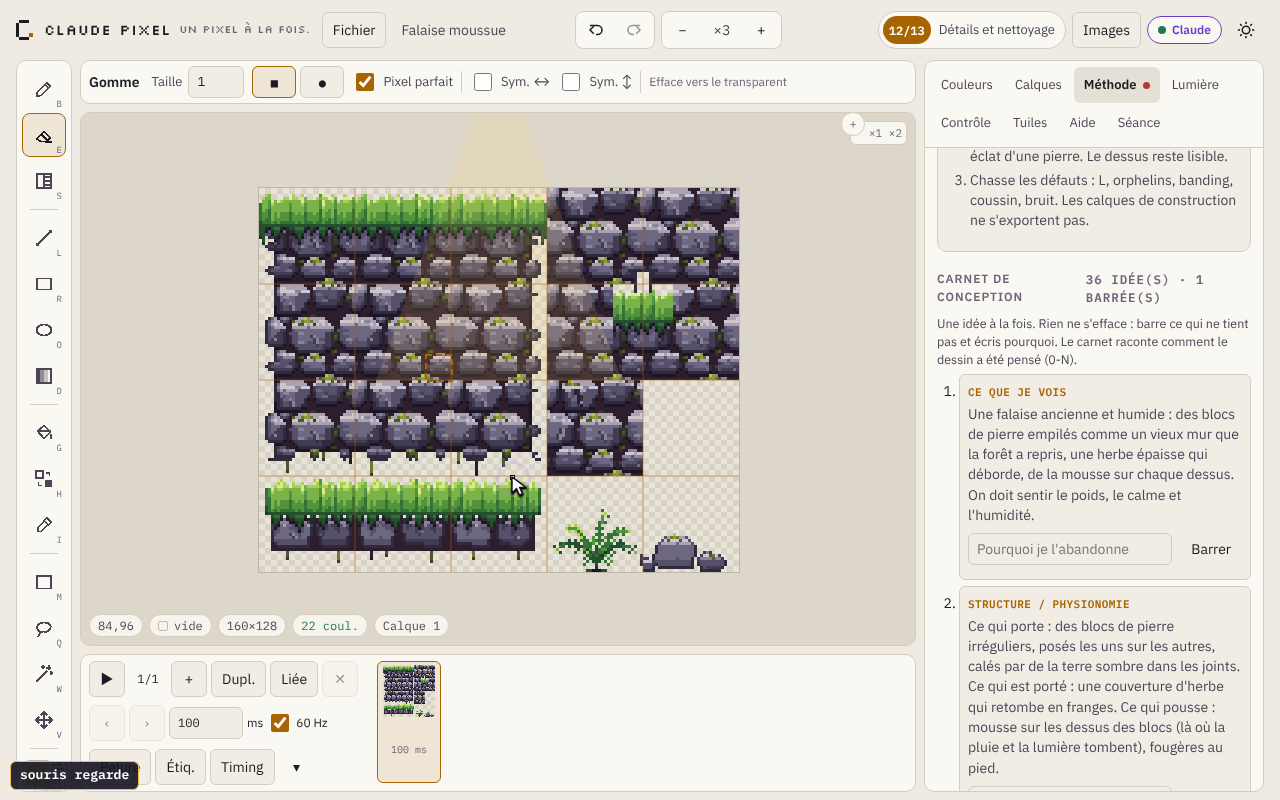 CLAUDE PIXEL UN PIXEL À LA FOIS. Fichier Falaise moussue − ×3 + 12/13 Détails et nettoyage Images Claude
Gomme Taille 1 ■ ● Pixel parfait Sym. ↔ Sym. ↕ Efface vers le transparent
+ ×1 ×2
B
E
S
L
R
O
D
G
H
I
M
Q
W
V
84,96 vide 160×128 22 coul. Calque 1
▶ 1/1 + Dupl. Liée ✕
‹ › 100 ms 60 Hz
Étiq. Timing ▼
100 ms
souris regarde
Couleurs Calques Méthode Lumière
Contrôle Tuiles Aide Séance
éclat d'une pierre. Le dessus reste lisible.
3. Chasse les défauts : L, orphelins, banding,
coussin, bruit. Les calques de construction
ne s'exportent pas.
CARNET DE CONCEPTION
36 IDÉE(S) · 1 BARRÉE(S)
Une idée à la fois. Rien ne s'efface : barre ce qui ne tient
pas et écris pourquoi. Le carnet raconte comment le
dessin a été pensé (0-N).
1. CE QUE JE VOIS
Une falaise ancienne et humide : des blocs
de pierre empilés comme un vieux mur que
la forêt a repris, une herbe épaisse qui
déborde, de la mousse sur chaque dessus.
On doit sentir le poids, le calme et
l'humidité.
Pourquoi je l'abandonne Barrer
2. STRUCTURE / PHYSIONOMIE
Ce qui porte : des blocs de pierre
irréguliers, posés les uns sur les autres,
calés par de la terre sombre dans les joints.
Ce qui est porté : une couverture d'herbe
qui retombe en franges. Ce qui pousse :
mousse sur les dessus des blocs (là où la
pluie et la lumière tombent), fougères au
pied.